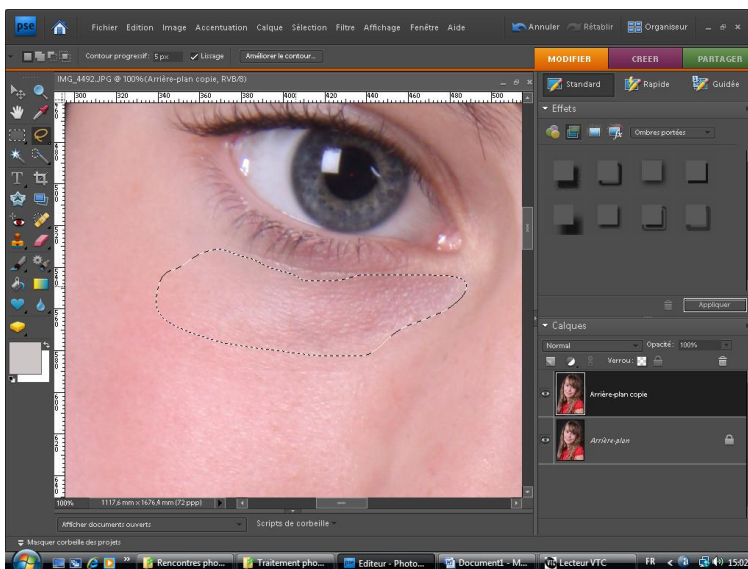 pse Fichier Edition Image Accentuation Calque Sélection Filtre Affichage Fenêtre Aide Annuler Rétablir Organiseur
Contour progressif: 5 px Lissage Améliorer le contour... MODIFIER CREER PARTAGER
IMG_4492.JPG @ 100%(Arrière-plan copie, RVB/8)
Standard Rapide Guidée
300 320 340 360 380 400 420 440 460 480 500
Effets
Ombres portées
Appliquer
Calques
Normal Opacité: 100%
Verrou:
Arrière-plan copie
Arrière-plan
100% 1117,6 mm x 1676,4 mm (72 ppp)
Afficher documents ouverts Scripts de corbeille
Masquer corbeille des projets
Rencontres pho... Traitement pho... Editeur - Photo... Document1 - M... Lecteur VTC FR 15:02